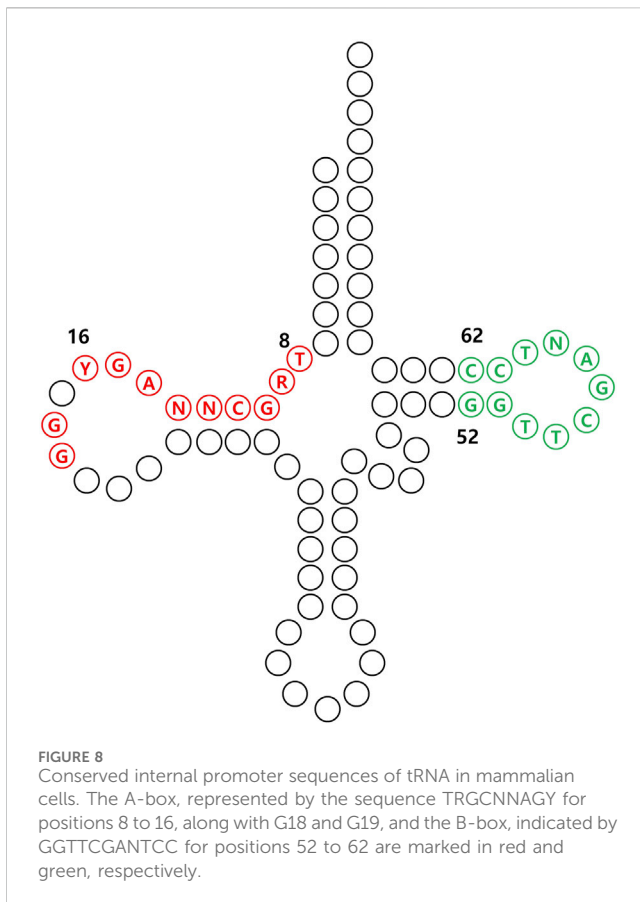 16
8
62
Y G A N N C G R T
G G
C C T N A G C T T G G
52
FIGURE 8
Conserved internal promoter sequences of tRNA in mammalian
cells. The A-box, represented by the sequence TRGCNNAGY for
positions 8 to 16, along with G18 and G19, and the B-box, indicated by
GGTTCGANTCC for positions 52 to 62 are marked in red and
green, respectively.